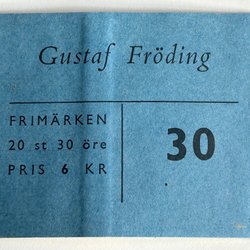 Gustaf Fröding
FRIMÄRKEN
20 st 30 öre
PRIS 6 KR
30